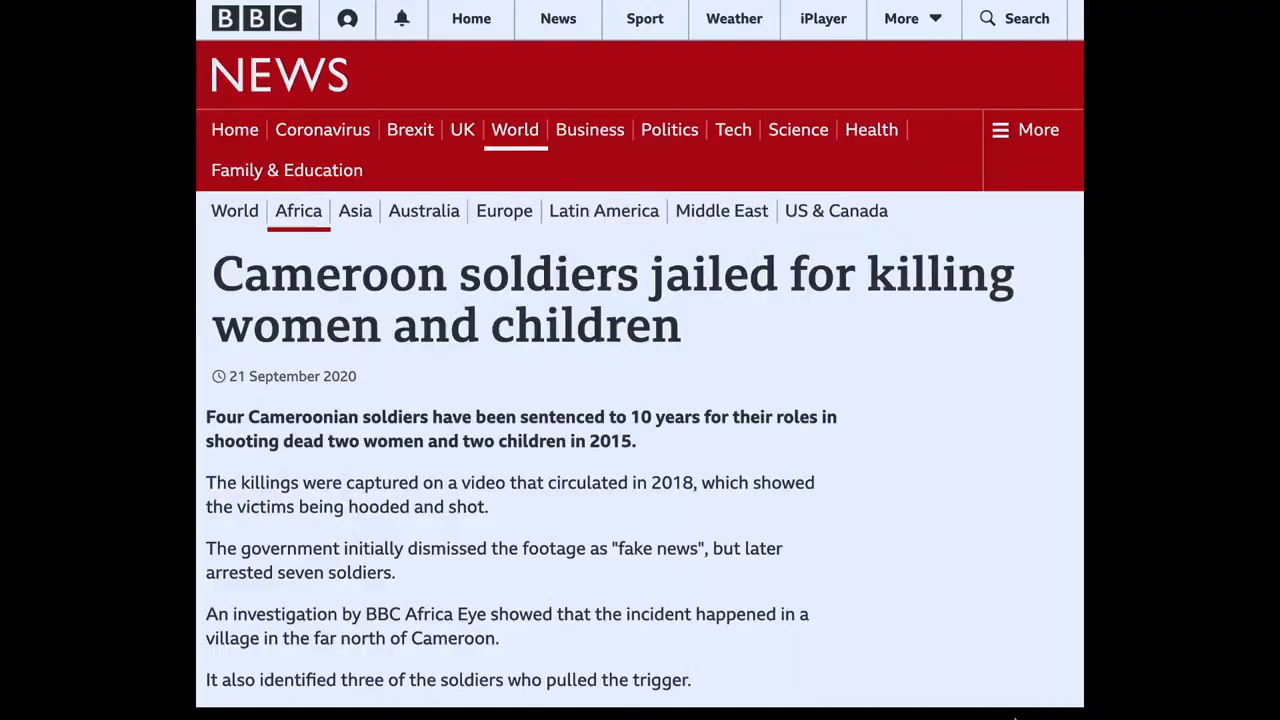 BBC Home News Sport Weather iPlayer More Search
NEWS
Home Coronavirus Brexit UK World Business Politics Tech Science Health More
Family & Education
World Africa Asia Australia Europe Latin America Middle East US & Canada
Cameroon soldiers jailed for killing
women and children
21 September 2020
Four Cameroonian soldiers have been sentenced to 10 years for their roles in
shooting dead two women and two children in 2015.
The killings were captured on a video that circulated in 2018, which showed
the victims being hooded and shot.
The government initially dismissed the footage as "fake news", but later
arrested seven soldiers.
An investigation by BBC Africa Eye showed that the incident happened in a
village in the far north of Cameroon.
It also identified three of the soldiers who pulled the trigger.